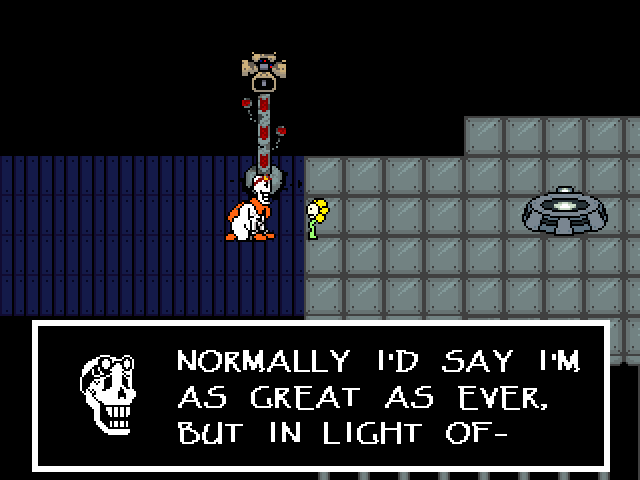 NORMALLY I'D SAY I'M
AS GREAT AS EVER,
BUT IN LIGHT OF-